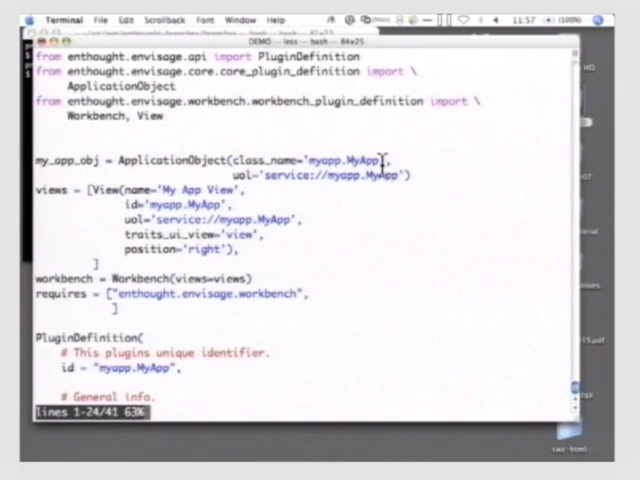 Terminal File Edit Scrollback Font Window Help 11:57 (100%)
DEMO — less — bash — 84x25
from enthought.envisage.api import PluginDefinition
from enthought.envisage.core.core_plugin_definition import \
ApplicationObject
from enthought.envisage.workbench.workbench_plugin_definition import \
Workbench, View
my_app_obj = ApplicationObject(class_name='myapp.MyApp',
uol='service://myapp.MyApp')
views = [View(name='My App View',
id='myapp.MyApp',
uol='service://myapp.MyApp',
traits_ui_view='view',
position='right'),
]
workbench = Workbench(views=views)
requires = ["enthought.envisage.workbench",
]
PluginDefinition(
# This plugins unique identifier.
id = "myapp.MyApp",
# General info.
lines 1-24/41 63%
HD